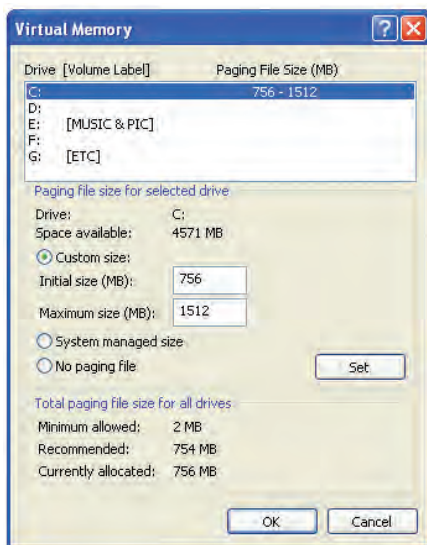 Virtual Memory
Drive [Volume Label] Paging File Size (MB)
C: 756 - 1512
D:
E: [MUSIC & PIC]
F:
G: [ETC]
Paging file size for selected drive
Drive: C:
Space available: 4571 MB
Custom size:
Initial size (MB): 756
Maximum size (MB): 1512
System managed size
No paging file Set
Total paging file size for all drives
Minimum allowed: 2 MB
Recommended: 754 MB
Currently allocated: 756 MB
OK Cancel